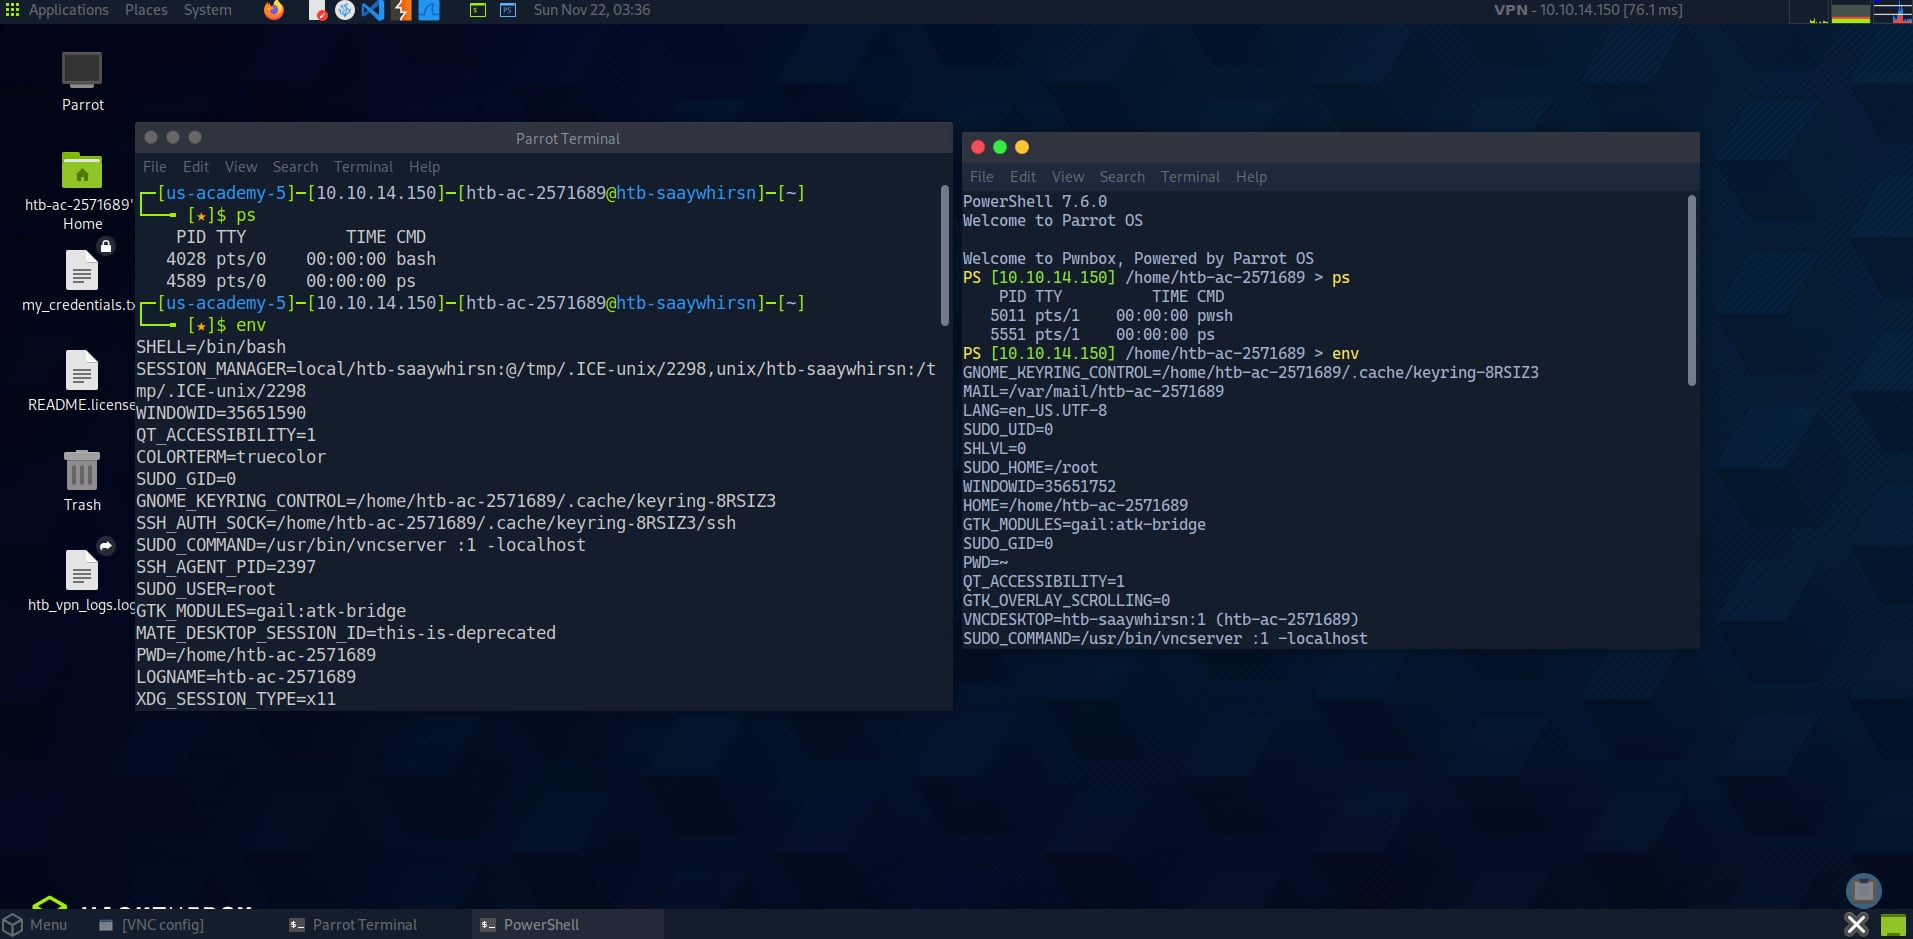 Applications Places System Sun Nov 22, 03:36 VPN - 10.10.14.150 [76.1 ms]
Parrot
htb-ac-2571689'
Home
my_credentials.tx
README.license
Trash
htb_vpn_logs.log
Parrot Terminal
File Edit View Search Terminal Help
┌─[us-academy-5]─[10.10.14.150]─[htb-ac-2571689@htb-saaywhirsn]─[~]
└──╼ [★]$ ps
PID TTY TIME CMD
4028 pts/0 00:00:00 bash
4589 pts/0 00:00:00 ps
┌─[us-academy-5]─[10.10.14.150]─[htb-ac-2571689@htb-saaywhirsn]─[~]
└──╼ [★]$ env
SHELL=/bin/bash
SESSION_MANAGER=local/htb-saaywhirsn:@/tmp/.ICE-unix/2298,unix/htb-saaywhirsn:/t
mp/.ICE-unix/2298
WINDOWID=35651590
QT_ACCESSIBILITY=1
COLORTERM=truecolor
SUDO_GID=0
GNOME_KEYRING_CONTROL=/home/htb-ac-2571689/.cache/keyring-8RSIZ3
SSH_AUTH_SOCK=/home/htb-ac-2571689/.cache/keyring-8RSIZ3/ssh
SUDO_COMMAND=/usr/bin/vncserver :1 -localhost
SSH_AGENT_PID=2397
SUDO_USER=root
GTK_MODULES=gail:atk-bridge
MATE_DESKTOP_SESSION_ID=this-is-deprecated
PWD=/home/htb-ac-2571689
LOGNAME=htb-ac-2571689
XDG_SESSION_TYPE=x11
File Edit View Search Terminal Help
PowerShell 7.6.0
Welcome to Parrot OS
Welcome to Pwnbox, Powered by Parrot OS
PS [10.10.14.150] /home/htb-ac-2571689 > ps
PID TTY TIME CMD
5011 pts/1 00:00:00 pwsh
5551 pts/1 00:00:00 ps
PS [10.10.14.150] /home/htb-ac-2571689 > env
GNOME_KEYRING_CONTROL=/home/htb-ac-2571689/.cache/keyring-8RSIZ3
MAIL=/var/mail/htb-ac-2571689
LANG=en_US.UTF-8
SUDO_UID=0
SHLVL=0
SUDO_HOME=/root
WINDOWID=35651752
HOME=/home/htb-ac-2571689
GTK_MODULES=gail:atk-bridge
SUDO_GID=0
PWD=~
QT_ACCESSIBILITY=1
GTK_OVERLAY_SCROLLING=0
VNCDESKTOP=htb-saaywhirsn:1 (htb-ac-2571689)
SUDO_COMMAND=/usr/bin/vncserver :1 -localhost
Menu [VNC config] Parrot Terminal PowerShell